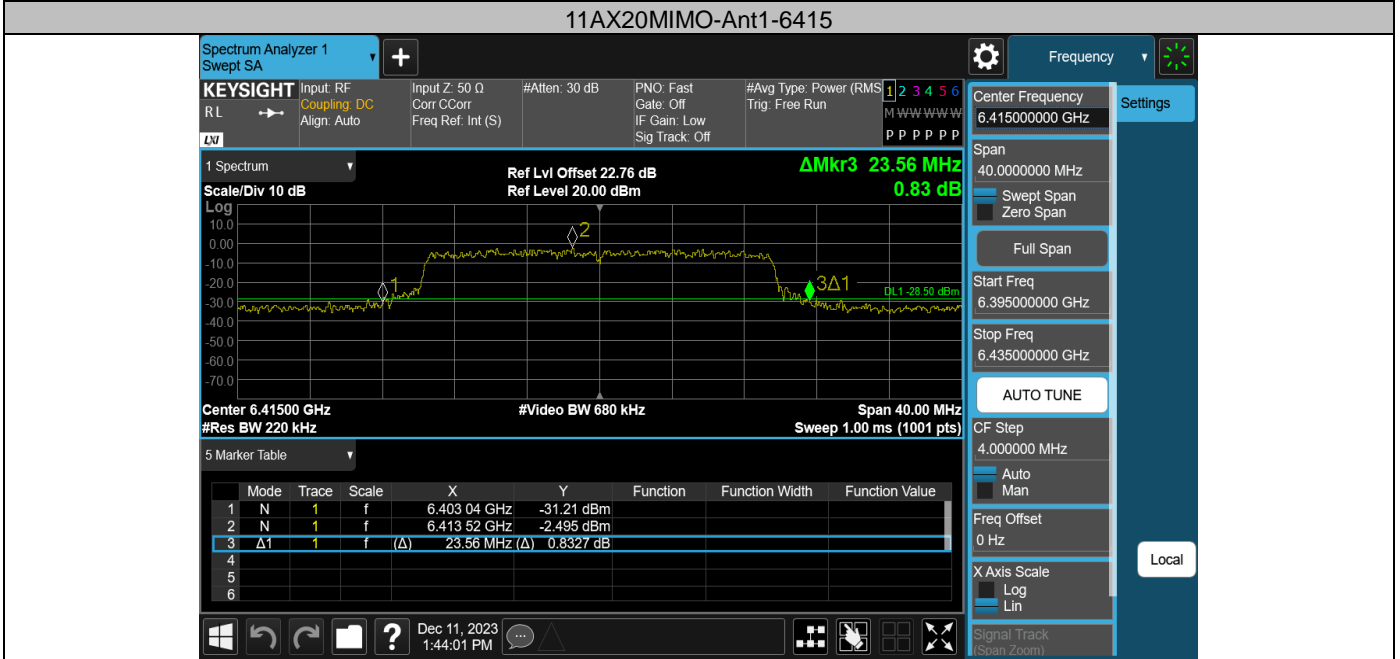 11AX20MIMO-Ant1-6415
Spectrum Analyzer 1
Swept SA
+
Frequency
KEYSIGHT
RL
LXI
Input: RF
Coupling: DC
Align: Auto
Input Z: 50 Ω
Corr CCorr
Freq Ref: Int (S)
#Atten: 30 dB
PNO: Fast
Gate: Off
IF Gain: Low
Sig Track: Off
#Avg Type: Power (RMS
Trig: Free Run
1 2 3 4 5 6
M W W W W W
P P P P P P
1 Spectrum
Scale/Div 10 dB
Ref Lvl Offset 22.76 dB
Ref Level 20.00 dBm
ΔMkr3 23.56 MHz
0.83 dB
Log
10.0
0.00
-10.0
-20.0
-30.0
-40.0
-50.0
-60.0
-70.0
1
2
3Δ1
DL1 -28.50 dBm
Center 6.41500 GHz
#Video BW 680 kHz
Span 40.00 MHz
#Res BW 220 kHz
Sweep 1.00 ms (1001 pts)
5 Marker Table
Mode Trace Scale X Y Function Function Width Function Value
1 N 1 f 6.403 04 GHz -31.21 dBm
2 N 1 f 6.413 52 GHz -2.495 dBm
3 Δ1 1 f (Δ) 23.56 MHz (Δ) 0.8327 dB
4
5
6
?
Dec 11, 2023
1:44:01 PM
Center Frequency
6.415000000 GHz
Settings
Span
40.0000000 MHz
Swept Span
Zero Span
Full Span
Start Freq
6.395000000 GHz
Stop Freq
6.435000000 GHz
AUTO TUNE
CF Step
4.000000 MHz
Auto
Man
Freq Offset
0 Hz
X Axis Scale
Log
Lin
Local
Signal Track
(Span Zoom)